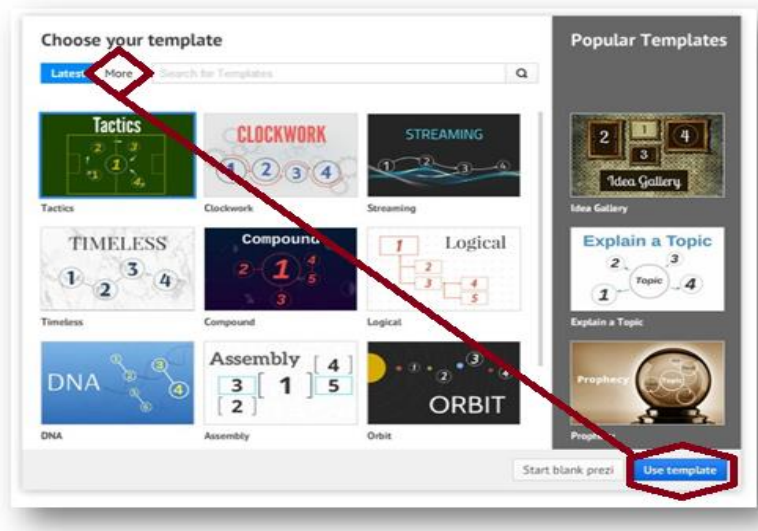 Choose your template
Latest More Search for Templates
Tactics
2 3
1
1 4
Tactics
CLOCKWORK
1 2 3 4
Clockwork
STREAMING
1 2 3 4
Streaming
TIMELESS
1 2 3 4
Timeless
Compound
2 1 4
5
3
Compound
1 Logical
2
3 4
5
Logical
DNA
1 3
2 4
DNA
Assembly [ 4 ]
3 [ 1 ] 5
[ 2 ]
Assembly
1 2 3 4
ORBIT
Orbit
Popular Templates
2 1 4
3
Idea Gallery
Idea Gallery
Explain a Topic
2 3
Topic
1 4
Explain a Topic
Prophecy
Topic
Start blank prezi Use template